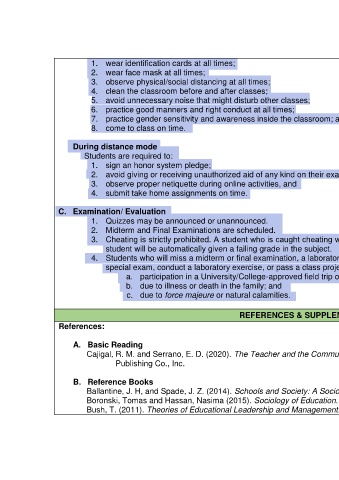 1. wear identification cards at all times;
2. wear face mask at all times;
3. observe physical/social distancing at all times;
4. clean the classroom before and after classes;
5. avoid unnecessary noise that might disturb other classes;
6. practice good manners and right conduct at all times;
7. practice gender sensitivity and awareness inside the classroom; a
8. come to class on time.
During distance mode
Students are required to:
1. sign an honor system pledge;
2. avoid giving or receiving unauthorized aid of any kind on their exa
3. observe proper netiquette during online activities, and
4. submit take home assignments on time.
C. Examination/ Evaluation
1. Quizzes may be announced or unannounced.
2. Midterm and Final Examinations are scheduled.
3. Cheating is strictly prohibited. A student who is caught cheating w
student will be automatically given a failing grade in the subject.
4. Students who will miss a midterm or final examination, a laborator
special exam, conduct a laboratory exercise, or pass a class proje
a. participation in a University/College-approved field trip o
b. due to illness or death in the family; and
c. due to force majeure or natural calamities.
REFERENCES & SUPPLEM
References:
A. Basic Reading
Cajigal, R. M. and Serrano, E. D. (2020). The Teacher and the Commu
Publishing Co., Inc.
B. Reference Books
Ballantine, J. H, and Spade, J. Z. (2014). Schools and Society: A Socio
Boronski, Tomas and Hassan, Nasima (2015). Sociology of Education.
Bush, T. (2011). Theories of Educational Leadership and Management